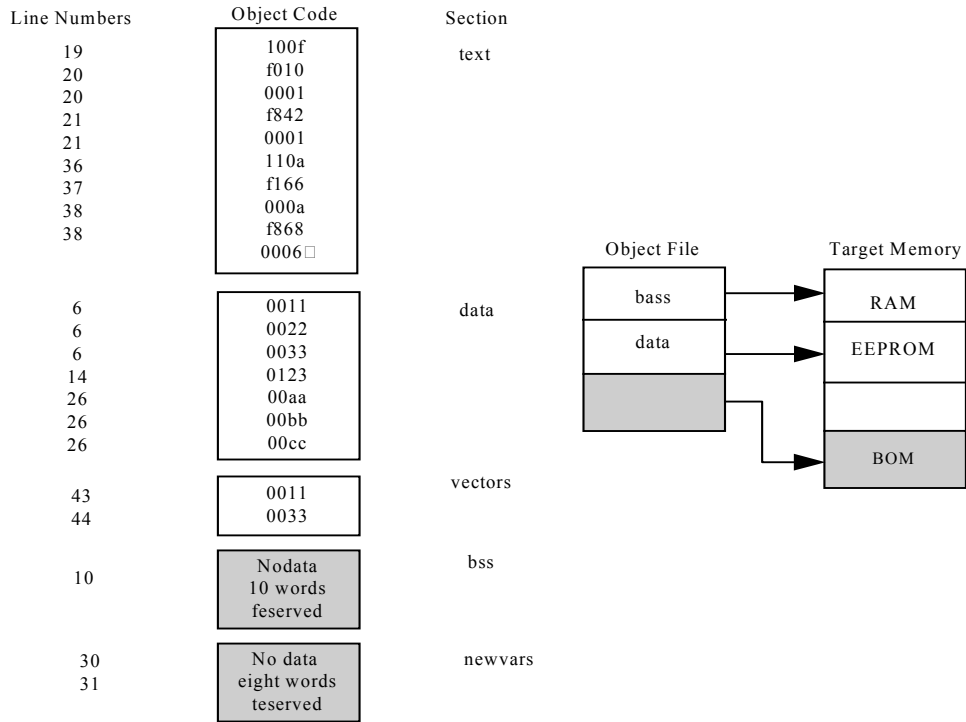 Line Numbers Object Code Section
19 100f text
20 f010
20 0001
21 f842
21 0001
36 110a
37 f166
38 000a
38 f868
0006□
6 0011 data
6 0022
6 0033
14 0123
26 00aa
26 00bb
26 00cc
43 0011 vectors
44 0033
10 Nodata bss
10 words
feserved
30 No data newvars
31 eight words
teserved
Object File Target Memory
bass RAM
data EEPROM
BOM